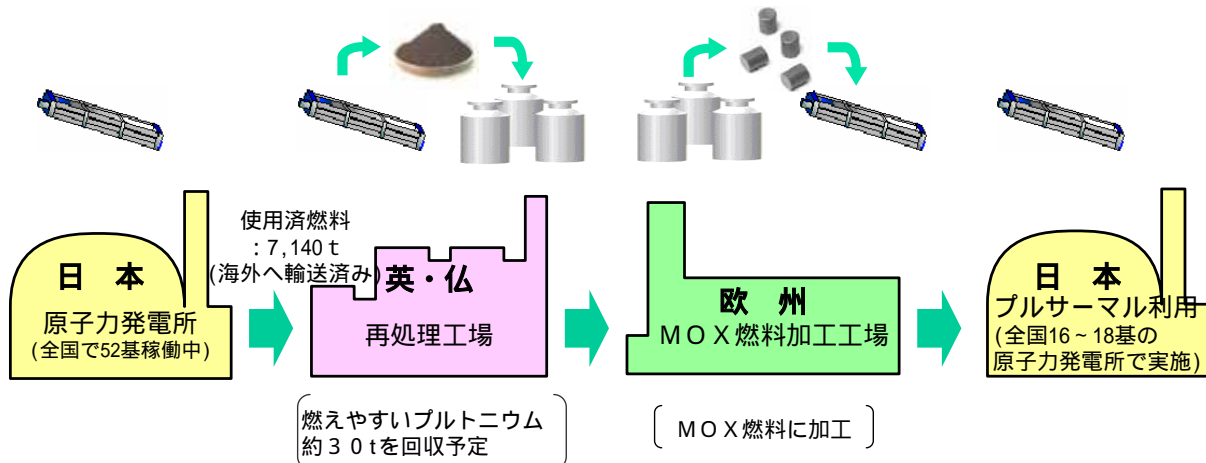 使用済燃料
：7,140ｔ
(海外へ輸送済み)
日　本
原子力発電所
(全国で52基稼働中)
英・仏
再処理工場
欧　州
ＭＯＸ燃料加工工場
日　本
プルサーマル利用
(全国16～18基の
原子力発電所で実施)
燃えやすいプルトニウム
約３０tを回収予定
ＭＯＸ燃料に加工